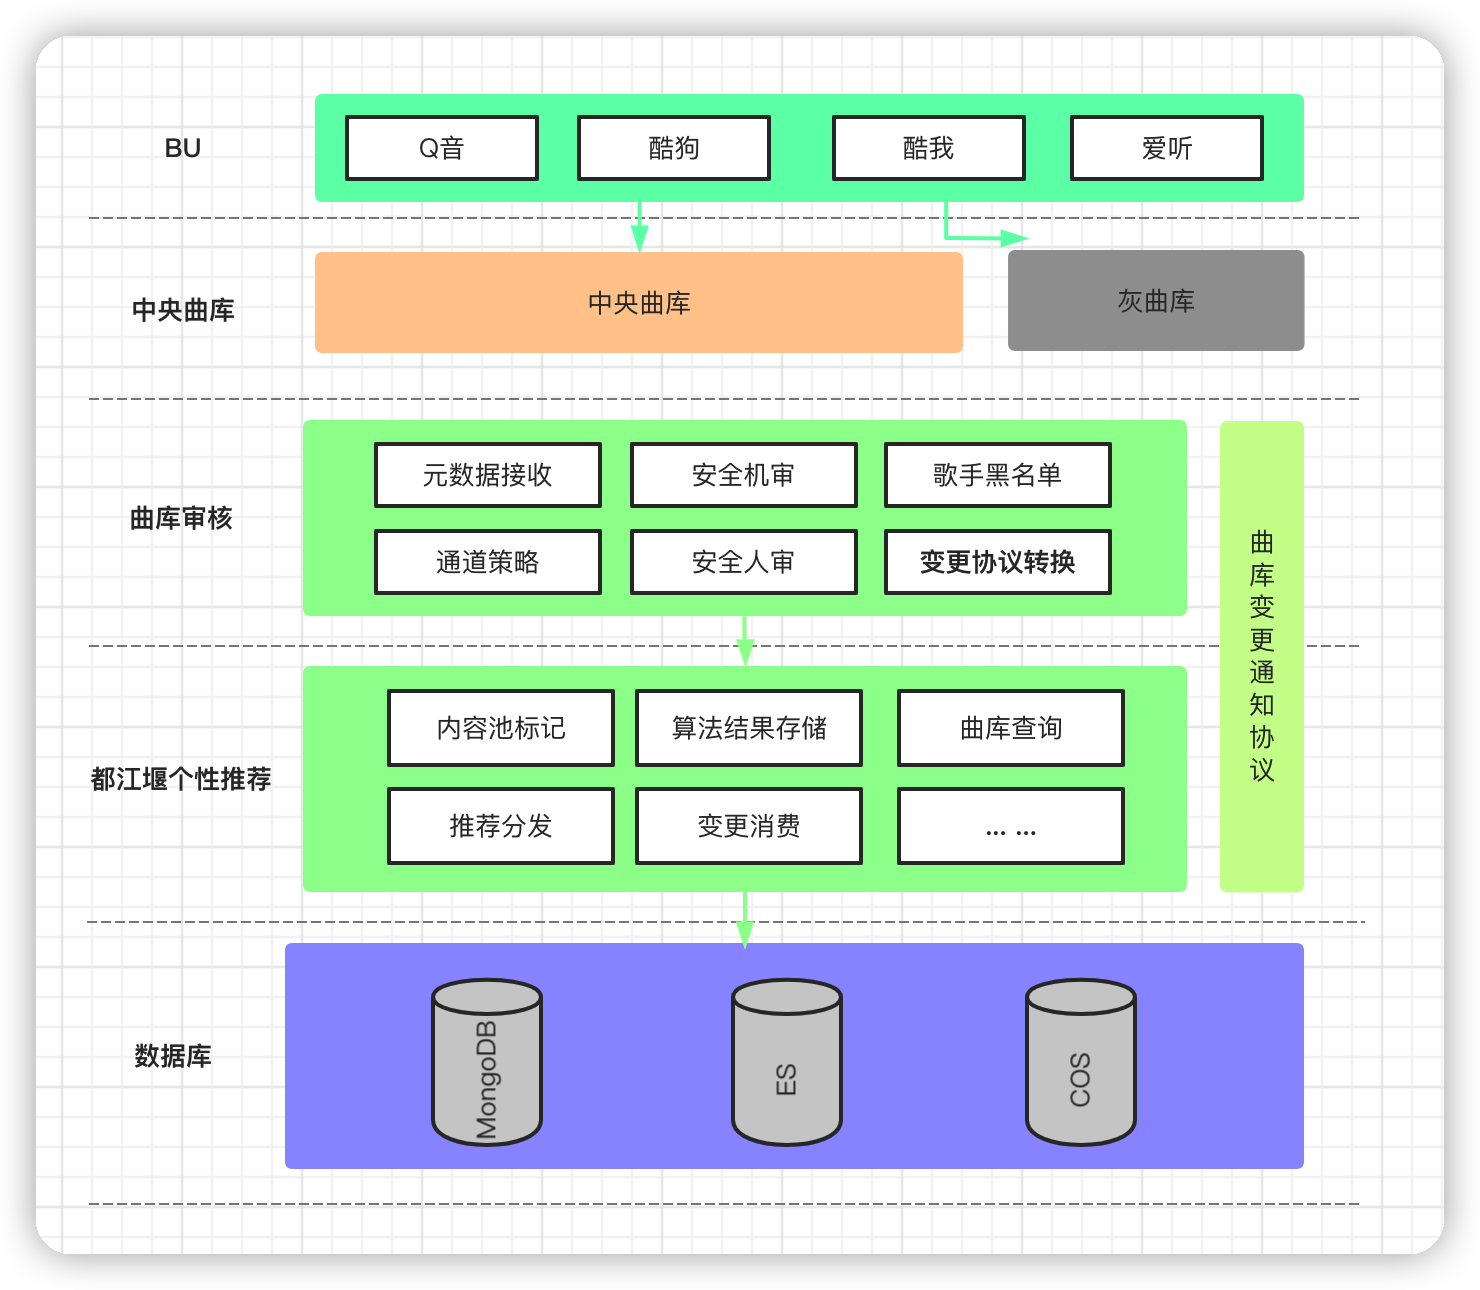 BU
Q音
酷狗
酷我
爱听
中央曲库
中央曲库
灰曲库
曲库审核
元数据接收
安全机审
歌手黑名单
通道策略
安全人审
变更协议转换
曲库变更通知协议
都江堰个性推荐
内容池标记
算法结果存储
曲库查询
推荐分发
变更消费
... ...
数据库
MongoDB
ES
COS